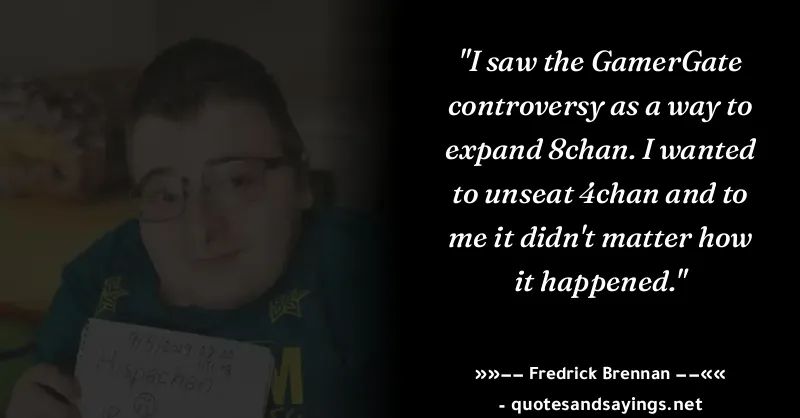 "I saw the GamerGate
controversy as a way to
expand 8chan. I wanted
to unseat 4chan and to
me it didn't matter how
it happened."
»»–– Fredrick Brennan ––««
- quotesandsayings.net
Hispachan